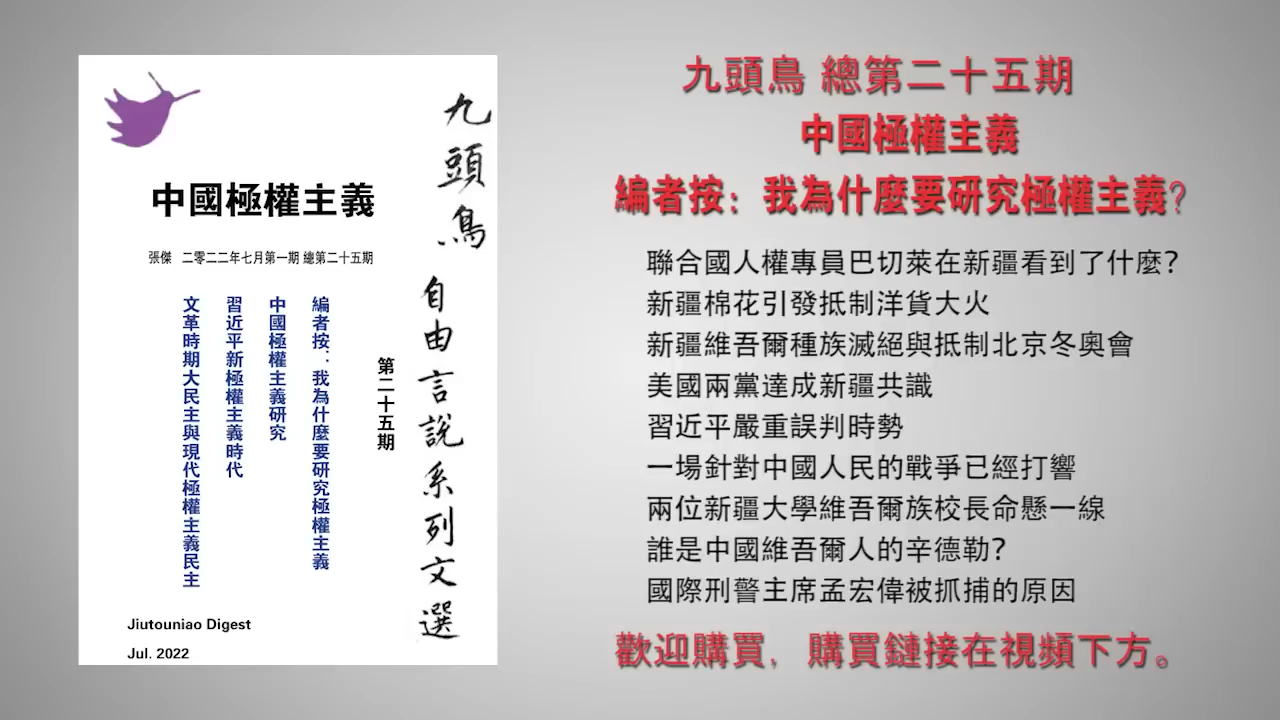 九頭鳥 自由言說系列文選
中國極權主義
張傑 二零二二年七月第一期 總第二十五期
第二十五期
編者按：我為什麼要研究極權主義
中國極權主義研究
習近平新極權主義時代
文革時期大民主與現代極權主義民主
Jiutouniao Digest
Jul. 2022
九頭鳥 總第二十五期
中國極權主義
編者按：我為什麼要研究極權主義?
聯合國人權專員巴切萊在新疆看到了什麼?
新疆棉花引發抵制洋貨大火
新疆維吾爾種族滅絕與抵制北京冬奧會
美國兩黨達成新疆共識
習近平嚴重誤判時勢
一場針對中國人民的戰爭已經打響
兩位新疆大學維吾爾族校長命懸一線
誰是中國維吾爾人的辛德勒?
國際刑警主席孟宏偉被抓捕的原因
歡迎購買，購買鏈接在視頻下方。